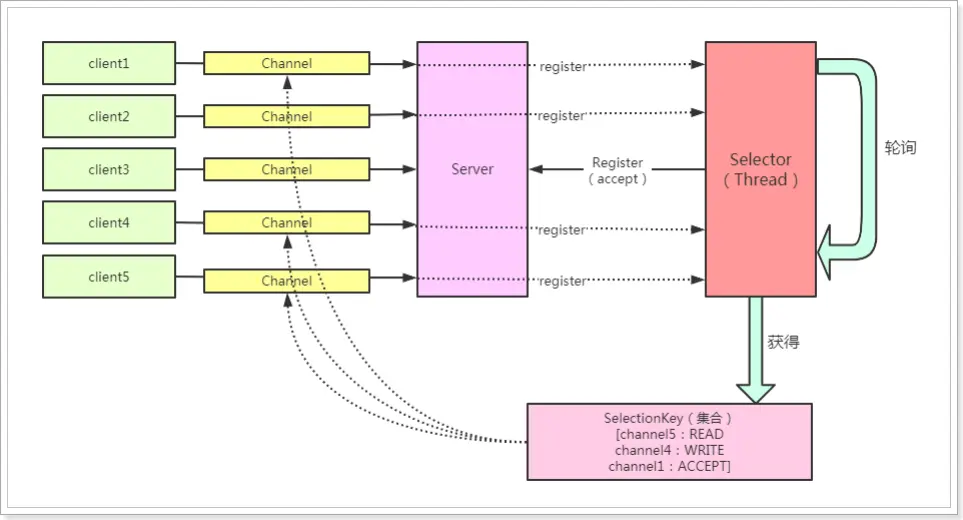 client1
Channel
register
client2
Channel
register
client3
Channel
Server
Register
（accept）
Selector
（Thread）
轮询
client4
Channel
register
client5
Channel
register
获得
SelectionKey（集合）
[channel5：READ
channel4：WRITE
channel1：ACCEPT]